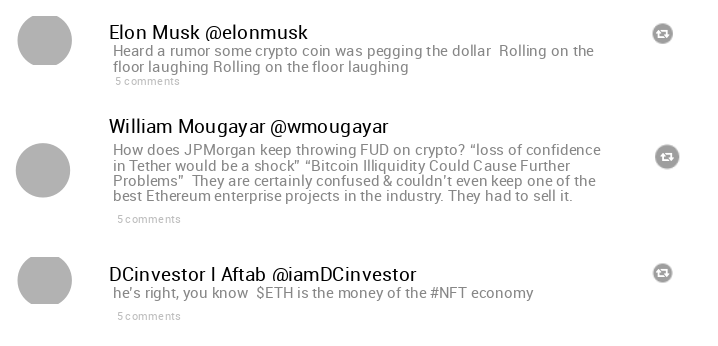 Elon Musk @elonmusk
Heard a rumor some crypto coin was pegging the dollar  Rolling on the
floor laughing Rolling on the floor laughing
5 comments
William Mougayar @wmougayar
How does JPMorgan keep throwing FUD on crypto? “loss of confidence
in Tether would be a shock” “Bitcoin Illiquidity Could Cause Further
Problems”  They are certainly confused & couldn’t even keep one of the
best Ethereum enterprise projects in the industry. They had to sell it.
5 comments
DCinvestor I Aftab @iamDCinvestor
he’s right, you know  $ETH is the money of the #NFT economy
5 comments